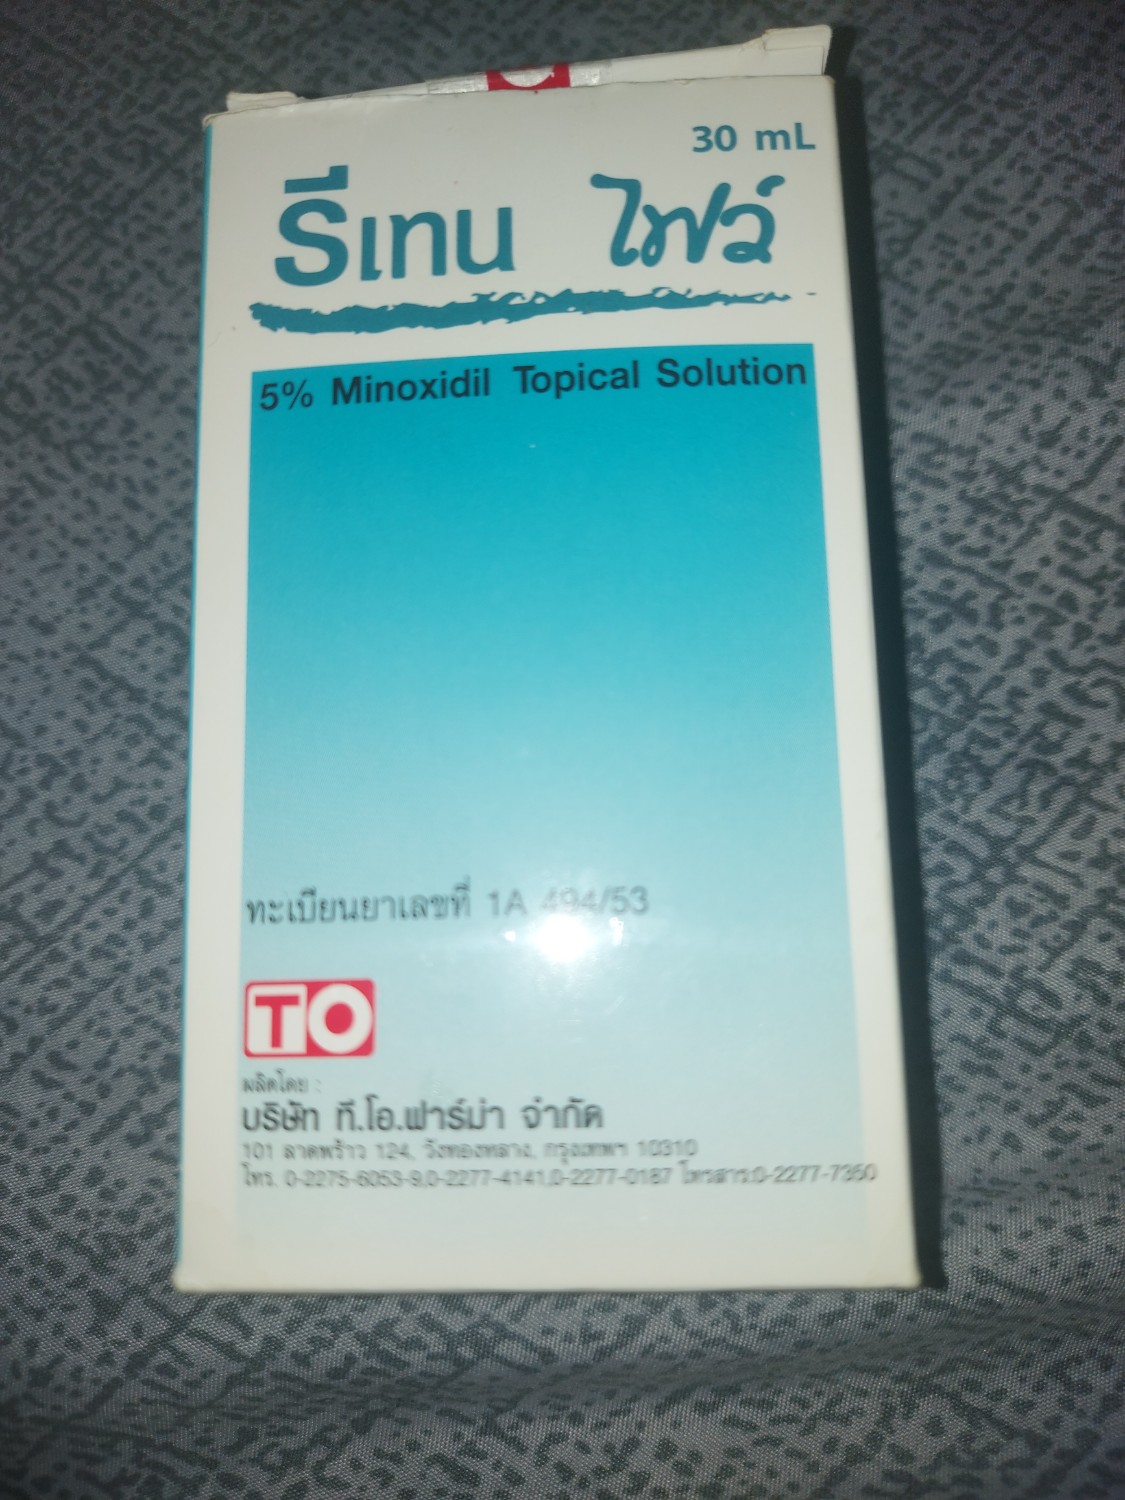 30 mL
รีเทน ไฟว์
5% Minoxidil Topical Solution
ทะเบียนยาเลขที่ 1A 494/53
TO
ผลิตโดย :
บริษัท ที.โอ.ฟาร์ม่า จำกัด
101 ลาดพร้าว 124, วังทองหลาง, กรุงเทพฯ 10310
โทร. 0-2275-6053-9,0-2277-4141,0-2277-0187 โทรสาร:0-2277-7350